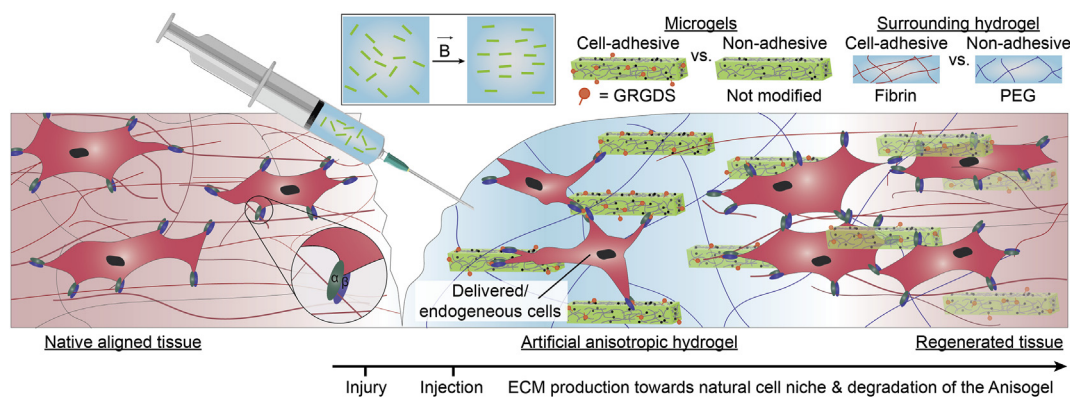 Microgels
Cell-adhesive vs. Non-adhesive
= GRGDS Not modified
Surrounding hydrogel
Cell-adhesive vs. Non-adhesive
Fibrin PEG
B
α β
Delivered/
endogeneous cells
Native aligned tissue
Artificial anisotropic hydrogel
Regenerated tissue
Injury
Injection
ECM production towards natural cell niche & degradation of the Anisogel